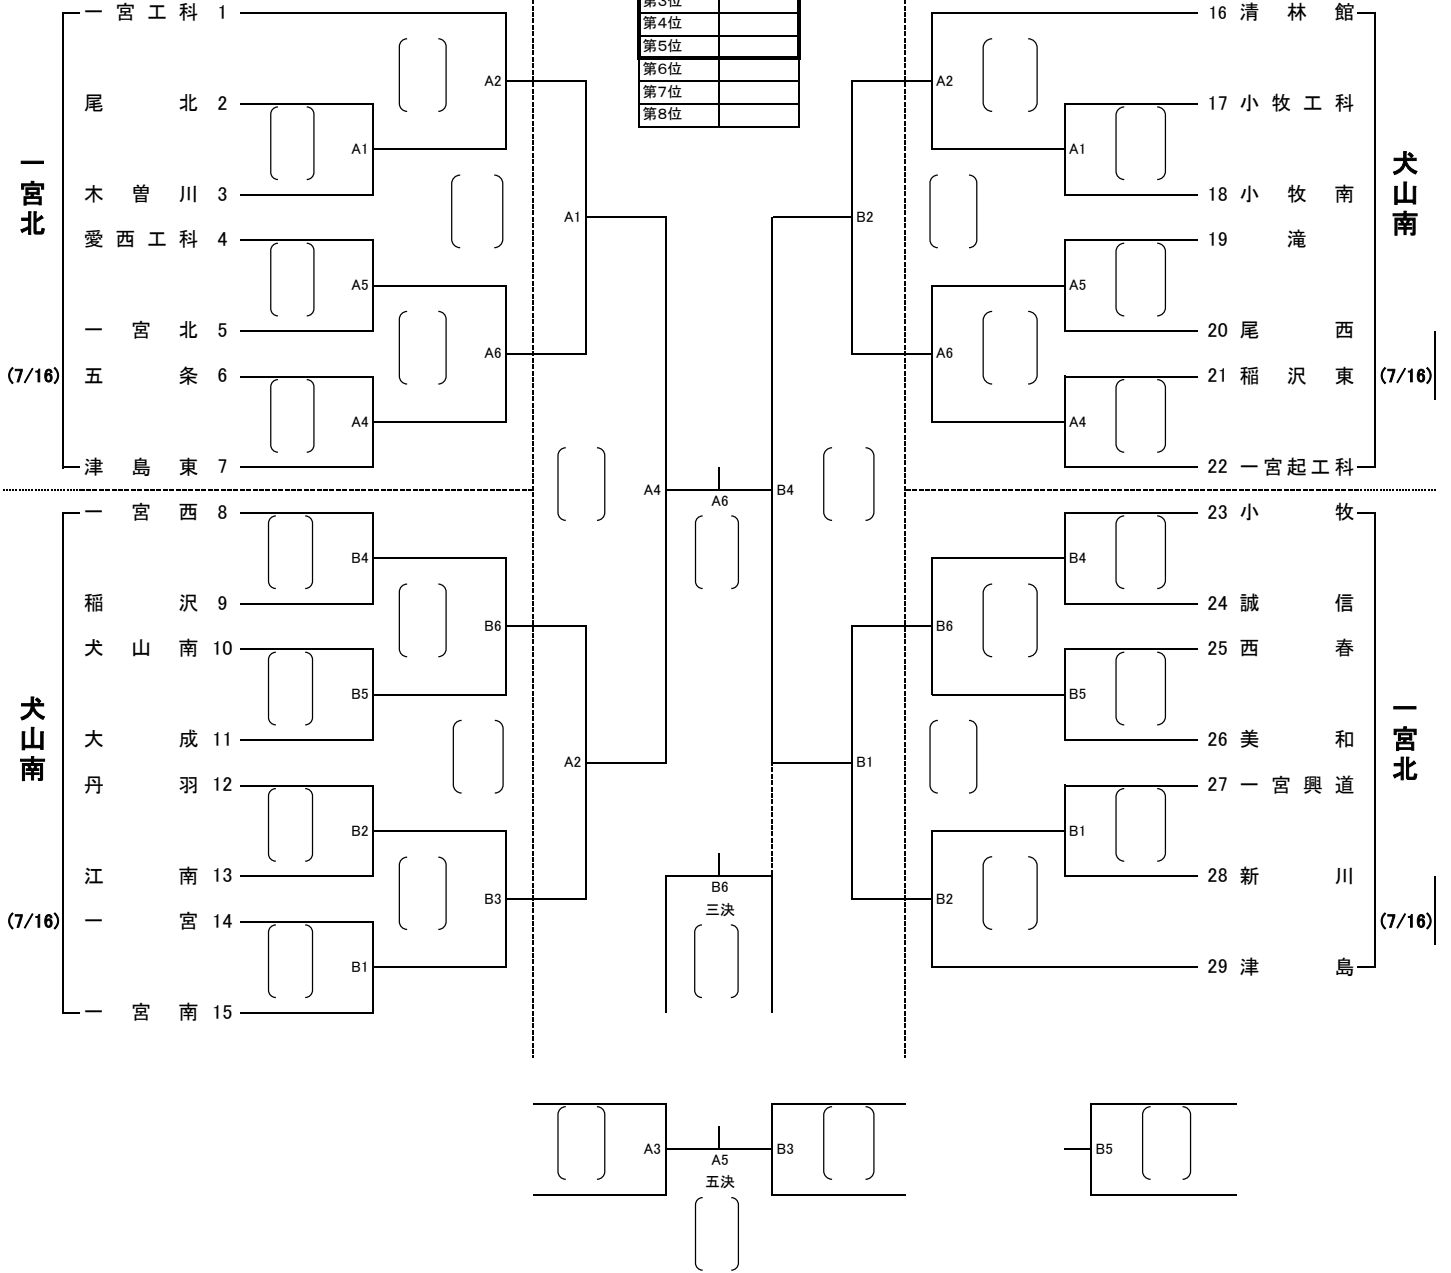 第3位
第4位
第5位
第6位
第7位
第8位
一宮北
(7/16)
一宮工科 1
尾北 2
木曽川 3
愛西工科 4
一宮北 5
五条 6
津島東 7
A1
A5
A4
A2
A6
A1
犬山南
(7/16)
一宮西 8
稲沢 9
犬山南 10
大成 11
丹羽 12
江南 13
一宮 14
一宮南 15
B4
B5
B2
B1
B6
B3
A2
A4
A6
B4
B6
三決
犬山南
(7/16)
16 清林館
17 小牧工科
18 小牧南
19 滝
20 尾西
21 稲沢東
22 一宮起工科
A1
A5
A4
A2
A6
B2
一宮北
(7/16)
23 小牧
24 誠信
25 西春
26 美和
27 一宮興道
28 新川
29 津島
B4
B5
B1
B6
B2
B1
A3
A5
五決
B3
B5